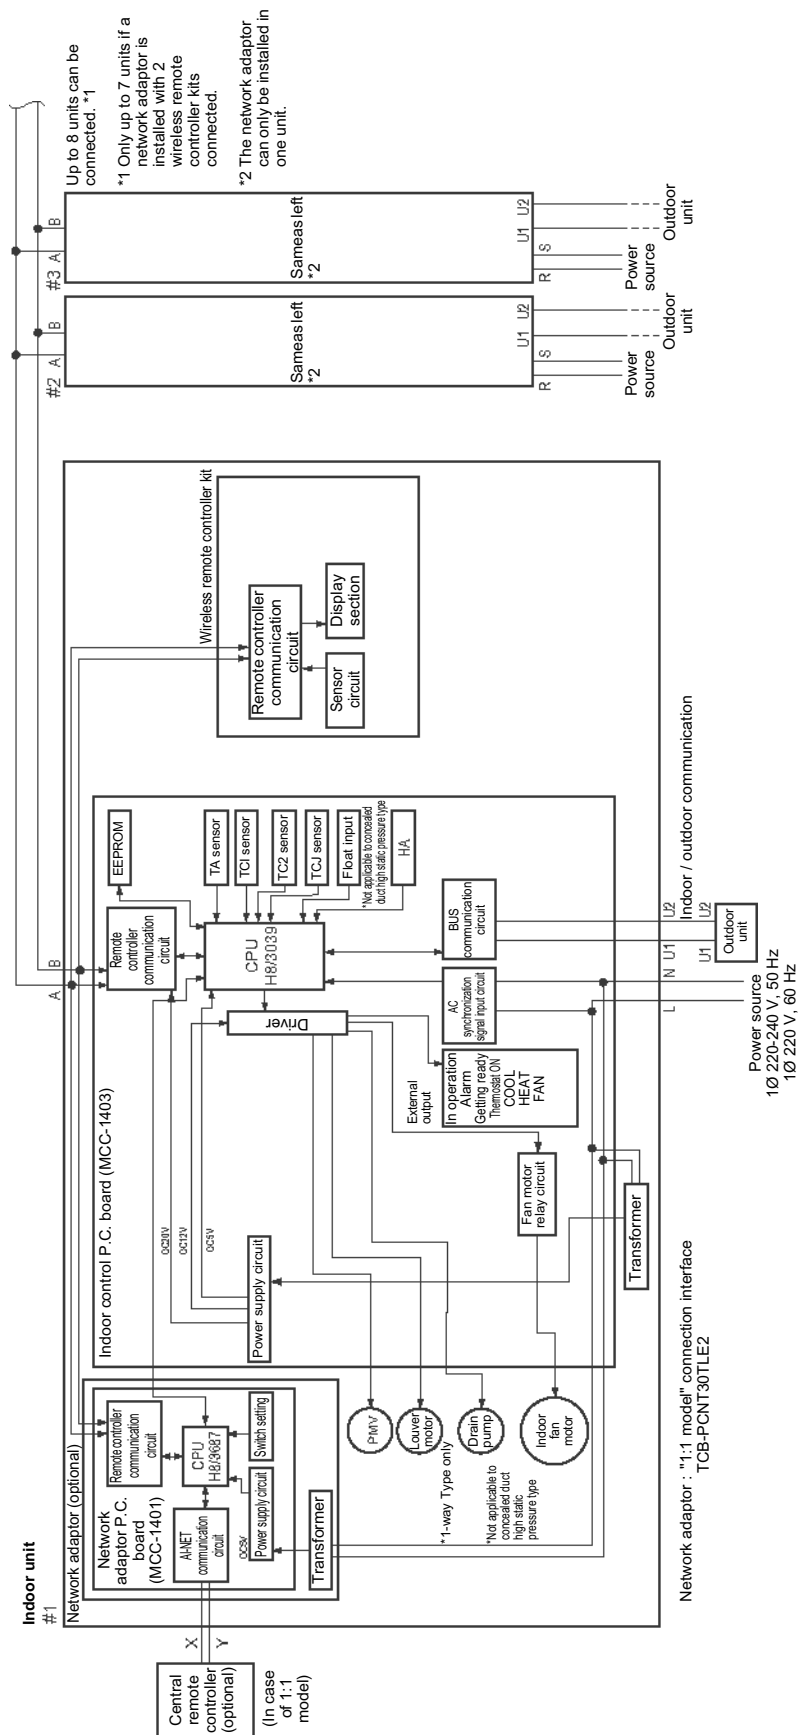 Indoor unit
#1
Network adaptor (optional)
Network
adaptor P.C.
board
(MCC-1401)
Remote controller
communication
circuit
CPU
H8/3687
AI-NET
communication
circuit
Switch setting
DC5V
Power supply circuit
Transformer
X
Y
Central
remote
controller
(optional)
(In case
of 1:1
model)
Indoor control P.C. board (MCC-1403)
DC20V
DC12V
DC5V
Power supply circuit
A
B
Remote
controller
communication
circuit
EEPROM
CPU
H8/3039
Driver
TA sensor
TCI sensor
TC2 sensor
TCJ sensor
Float input
*Not applicable to concealed
duct high static pressure type
HA
AC
synchronization
signal input circuit
BUS
communication
circuit
External
output
In operation
Alarm
Getting ready
Thermostat ON
COOL
HEAT
FAN
Fan motor
relay circuit
Transformer
PMV
Louver
motor
*1-way Type only
Drain
pump
*Not applicable to
concealed duct
high static
pressure type
Indoor
fan
motor
Wireless remote controller kit
Remote controller
communication
circuit
Sensor
circuit
Display
section
L
N
U1
U2
Indoor / outdoor communication
U1
U2
Outdoor
unit
Power source
1Ø 220-240 V, 50 Hz
1Ø 220 V, 60 Hz
Network adaptor : "1:1 model" connection interface
TCB-PCNT30TLE2
#2
A
B
Sameasleft
*2
R
S
U1
U2
Power
source
Outdoor
unit
#3
A
B
Sameasleft
*2
R
S
U1
U2
Power
source
Outdoor
unit
Up to 8 units can be
connected. *1
*1 Only up to 7 units if a
network adaptor is
installed with 2
wireless remote
controller kits
connected.
*2 The network adaptor
can only be installed in
one unit.